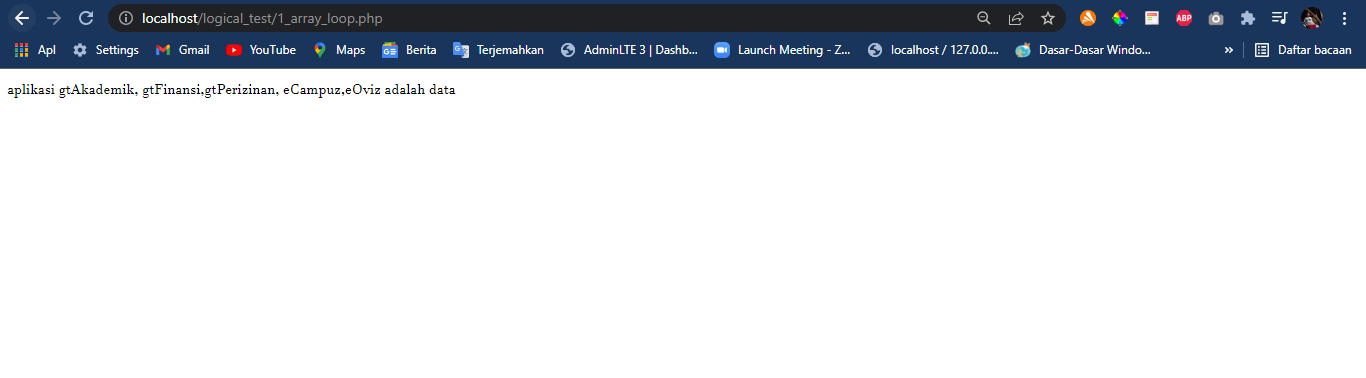 localhost/logical_test/1_array_loop.php
ABP
Apl Settings Gmail YouTube Maps Berita Terjemahkan AdminLTE 3 | Dashb... Launch Meeting - Z... localhost / 127.0.0.... Dasar-Dasar Windo... » Daftar bacaan
aplikasi gtAkademik, gtFinansi,gtPerizinan, eCampuz,eOviz adalah data